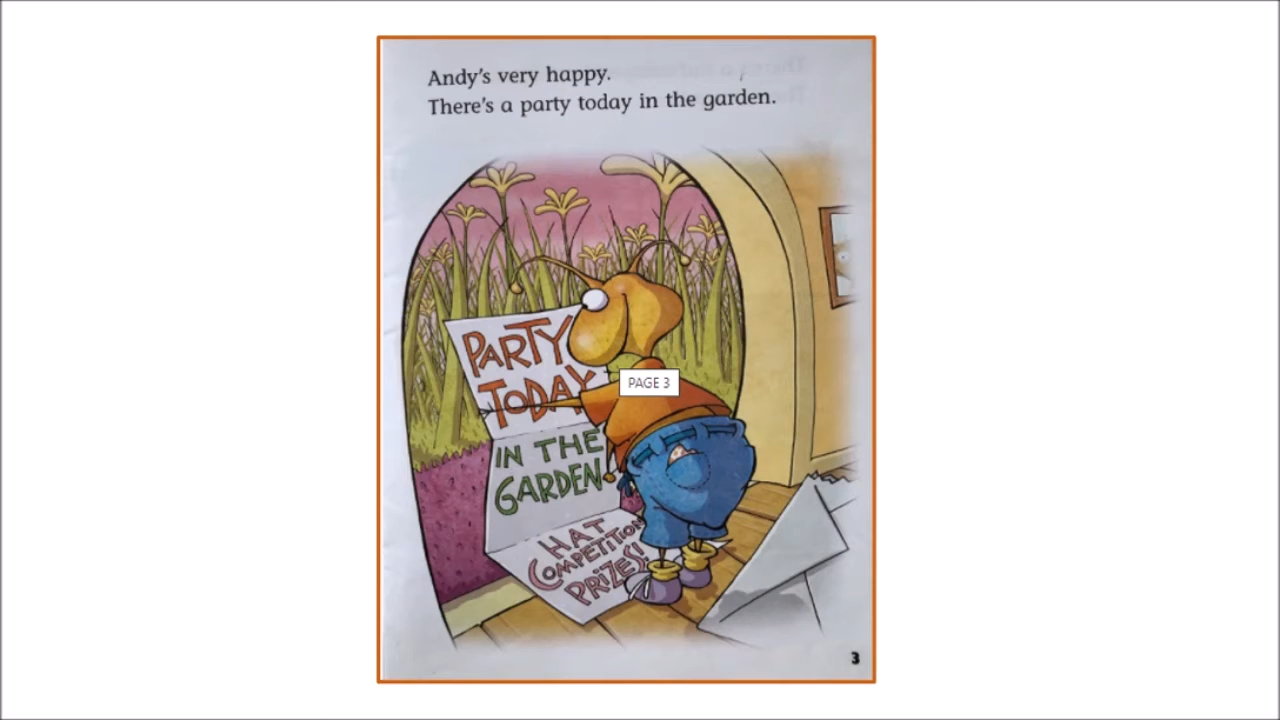 Andy's very happy.
There's a party today in the garden.
PARTY
TODAY
PAGE 3
IN THE
GARDEN
HAT
COMPETITION
PRIZES!
3